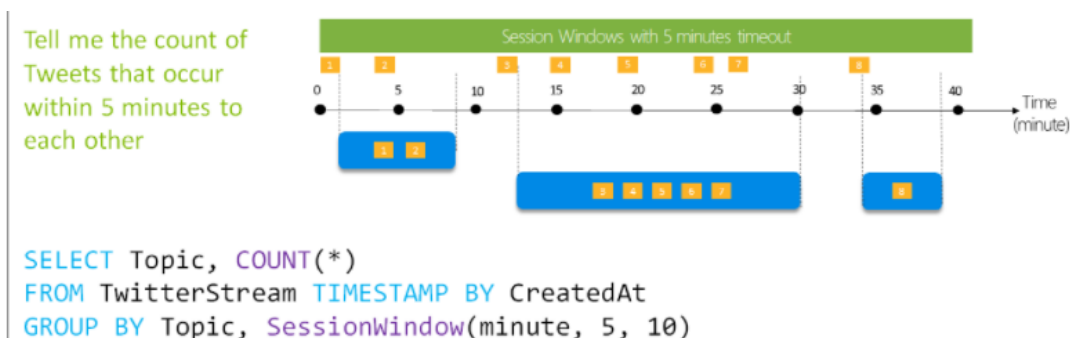 Tell me the count of
Tweets that occur
within 5 minutes to
each other
Session Windows with 5 minutes timeout
1 2 3 4 5 6 7 8
0 5 10 15 20 25 30 35 40
Time
(minute)
1 2
3 4 5 6 7
8
SELECT Topic, COUNT(*)
FROM TwitterStream TIMESTAMP BY CreatedAt
GROUP BY Topic, SessionWindow(minute, 5, 10)